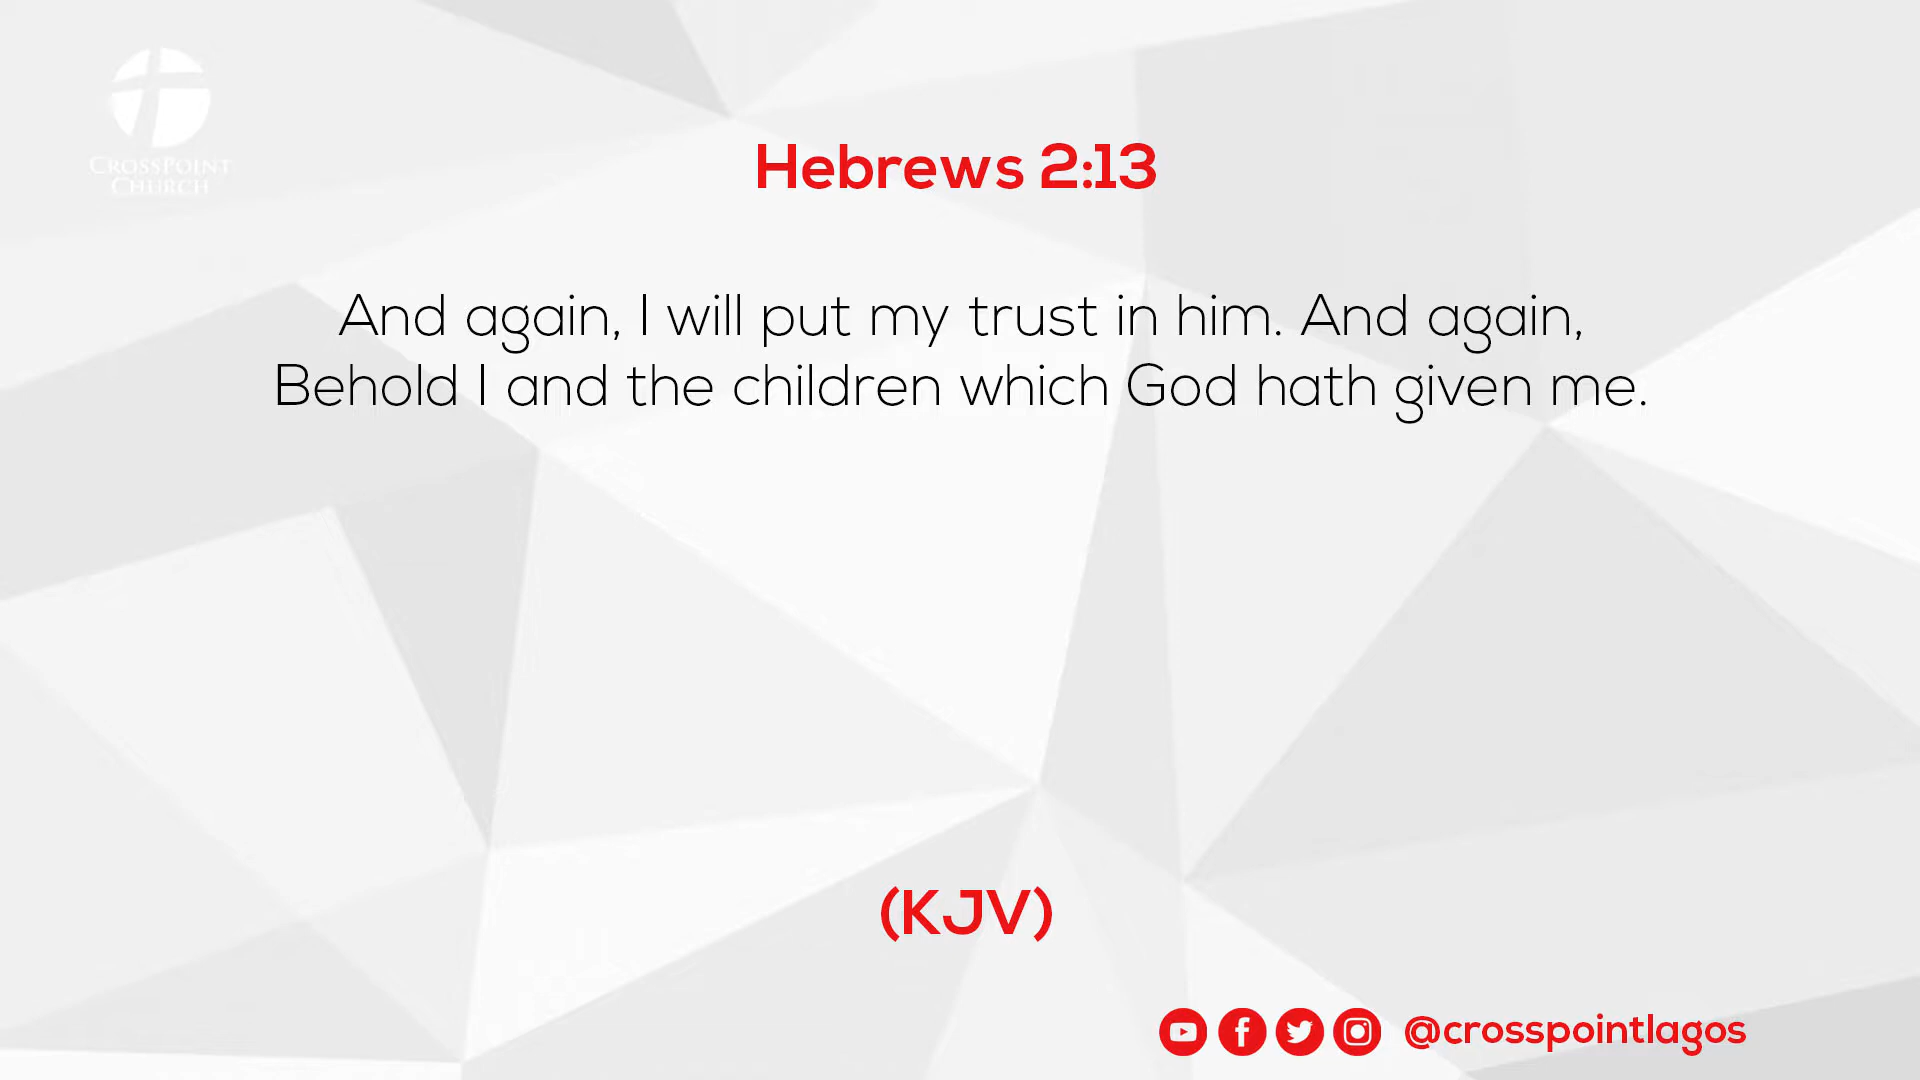 CROSSPOINT
CHURCH
Hebrews 2:13
And again, I will put my trust in him. And again,
Behold I and the children which God hath given me.
(KJV)
@crosspointlagos